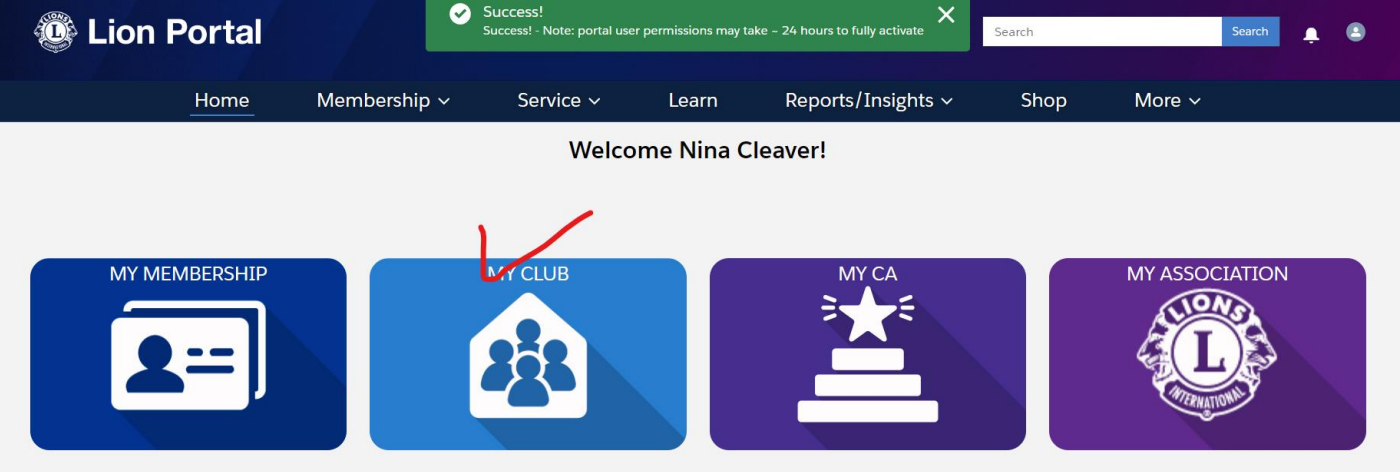 Lion Portal
Success!
Success! - Note: portal user permissions may take ~ 24 hours to fully activate
Search
Search
Home
Membership
Service
Learn
Reports/Insights
Shop
More
Welcome Nina Cleaver!
MY MEMBERSHIP
MY CLUB
MY CA
MY ASSOCIATION
LIONS
L
INTERNATIONAL